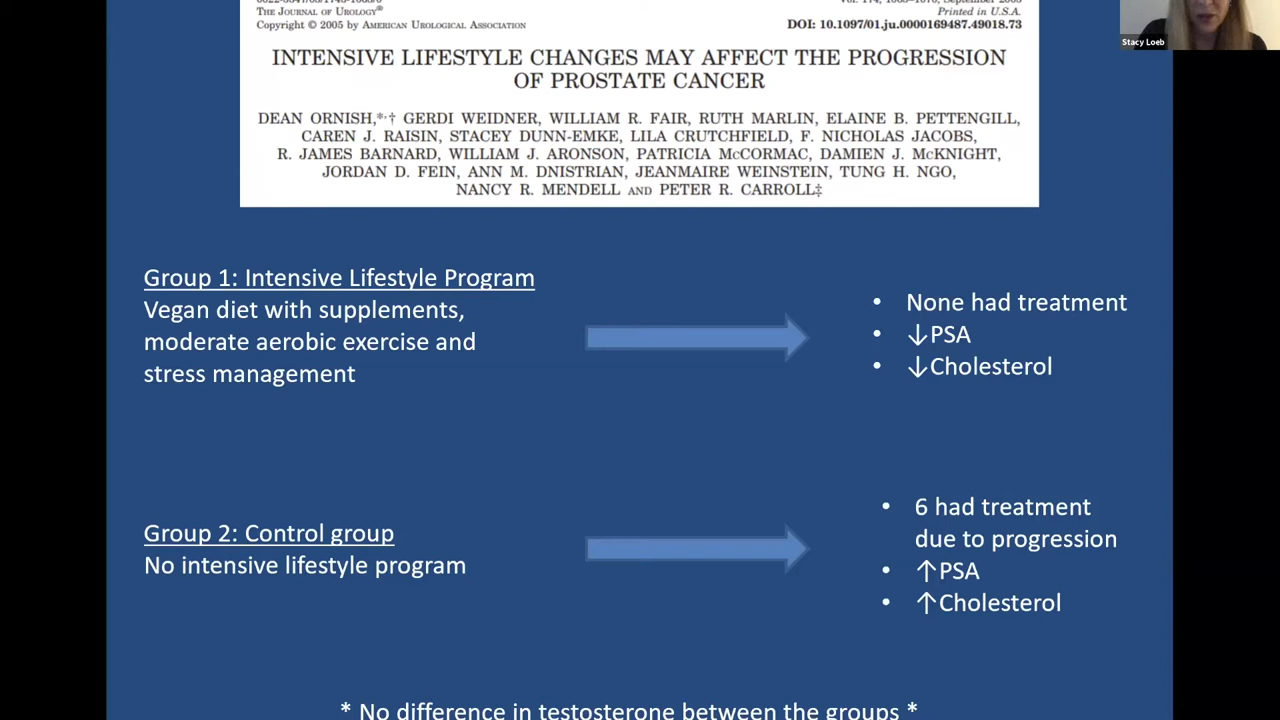 THE JOURNAL OF UROLOGY®
Printed in U.S.A.
Copyright © 2005 by AMERICAN UROLOGICAL ASSOCIATION
DOI: 10.1097/01.ju.0000169487.49018.73
Stacy Loeb
INTENSIVE LIFESTYLE CHANGES MAY AFFECT THE PROGRESSION
OF PROSTATE CANCER
DEAN ORNISH,*,† GERDI WEIDNER, WILLIAM R. FAIR, RUTH MARLIN, ELAINE B. PETTENGILL,
CAREN J. RAISIN, STACEY DUNN-EMKE, LILA CRUTCHFIELD, F. NICHOLAS JACOBS,
R. JAMES BARNARD, WILLIAM J. ARONSON, PATRICIA McCORMAC, DAMIEN J. McKNIGHT,
JORDAN D. FEIN, ANN M. DNISTRIAN, JEANMAIRE WEINSTEIN, TUNG H. NGO,
NANCY R. MENDELL AND PETER R. CARROLL‡
Group 1: Intensive Lifestyle Program
Vegan diet with supplements,
moderate aerobic exercise and
stress management
• None had treatment
• ↓PSA
• ↓Cholesterol
Group 2: Control group
No intensive lifestyle program
• 6 had treatment
due to progression
• ↑PSA
• ↑Cholesterol
* No difference in testosterone between the groups *